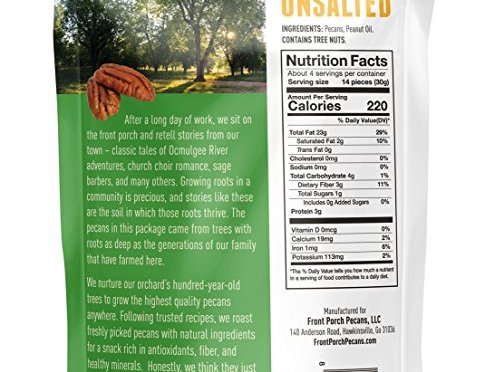 UNSALTED
INGREDIENTS: Pecans, Peanut Oil.
CONTAINS TREE NUTS.
Nutrition Facts
About 4 servings per container
Serving size 14 pieces (30g)
Amount Per Serving
Calories 220
% Daily Value(DV)*
Total Fat 23g 29%
Saturated Fat 2g 10%
Trans Fat 0g
Cholesterol 0mg 0%
Sodium 0mg 0%
Total Carbohydrate 4g 1%
Dietary Fiber 3g 11%
Total Sugars 1g
Includes 0g Added Sugars 0%
Protein 3g
Vitamin D 0mcg 0%
Calcium 19mg 2%
Iron 1mg 6%
Potassium 113mg 2%
*The % Daily Value tells you how much a nutrient
in a serving of food contributes to a daily diet.
Manufactured for
Front Porch Pecans, LLC
140 Anderson Road, Hawkinsville, Ga 31036
FrontPorchPecans.com
8
After a long day of work, we sit on
the front porch and retell stories from our
town – classic tales of Ocmulgee River
adventures, church choir romance, sage
barbers, and many others. Growing roots in a
community is precious, and stories like these
are the soil in which those roots thrive. The
pecans in this package came from trees with
roots as deep as the generations of our family
that have farmed here.
We nurture our orchard's hundred-year-old
trees to grow the highest quality pecans
anywhere. Following trusted recipes, we roast
freshly picked pecans with natural ingredients
for a snack rich in antioxidants, fiber, and
healthy minerals. Honestly, we think they just